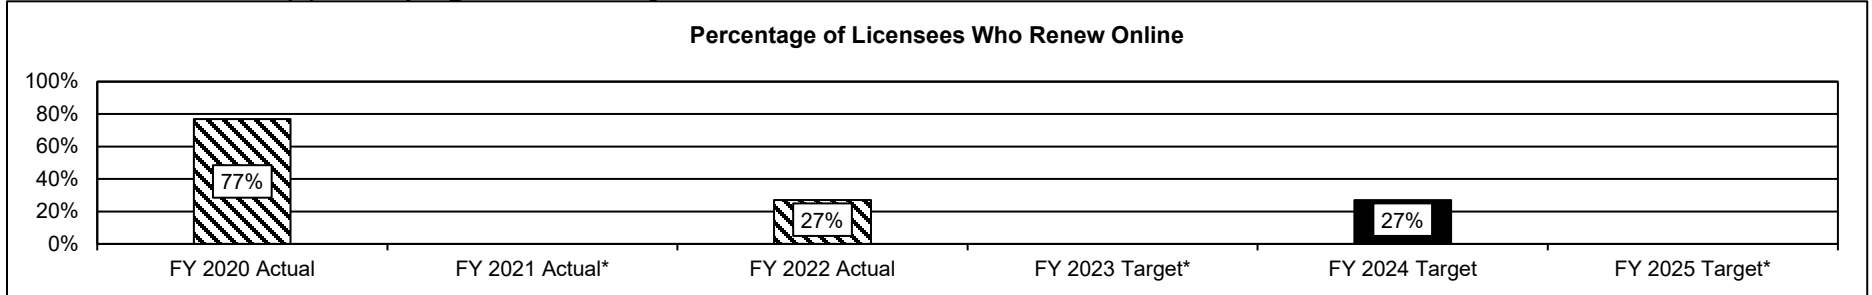 Percentage of Licensees Who Renew Online
100%
80%
60%
40%
20%
0%
77%
27%
27%
FY 2020 Actual
FY 2021 Actual*
FY 2022 Actual
FY 2023 Target*
FY 2024 Target
FY 2025 Target*